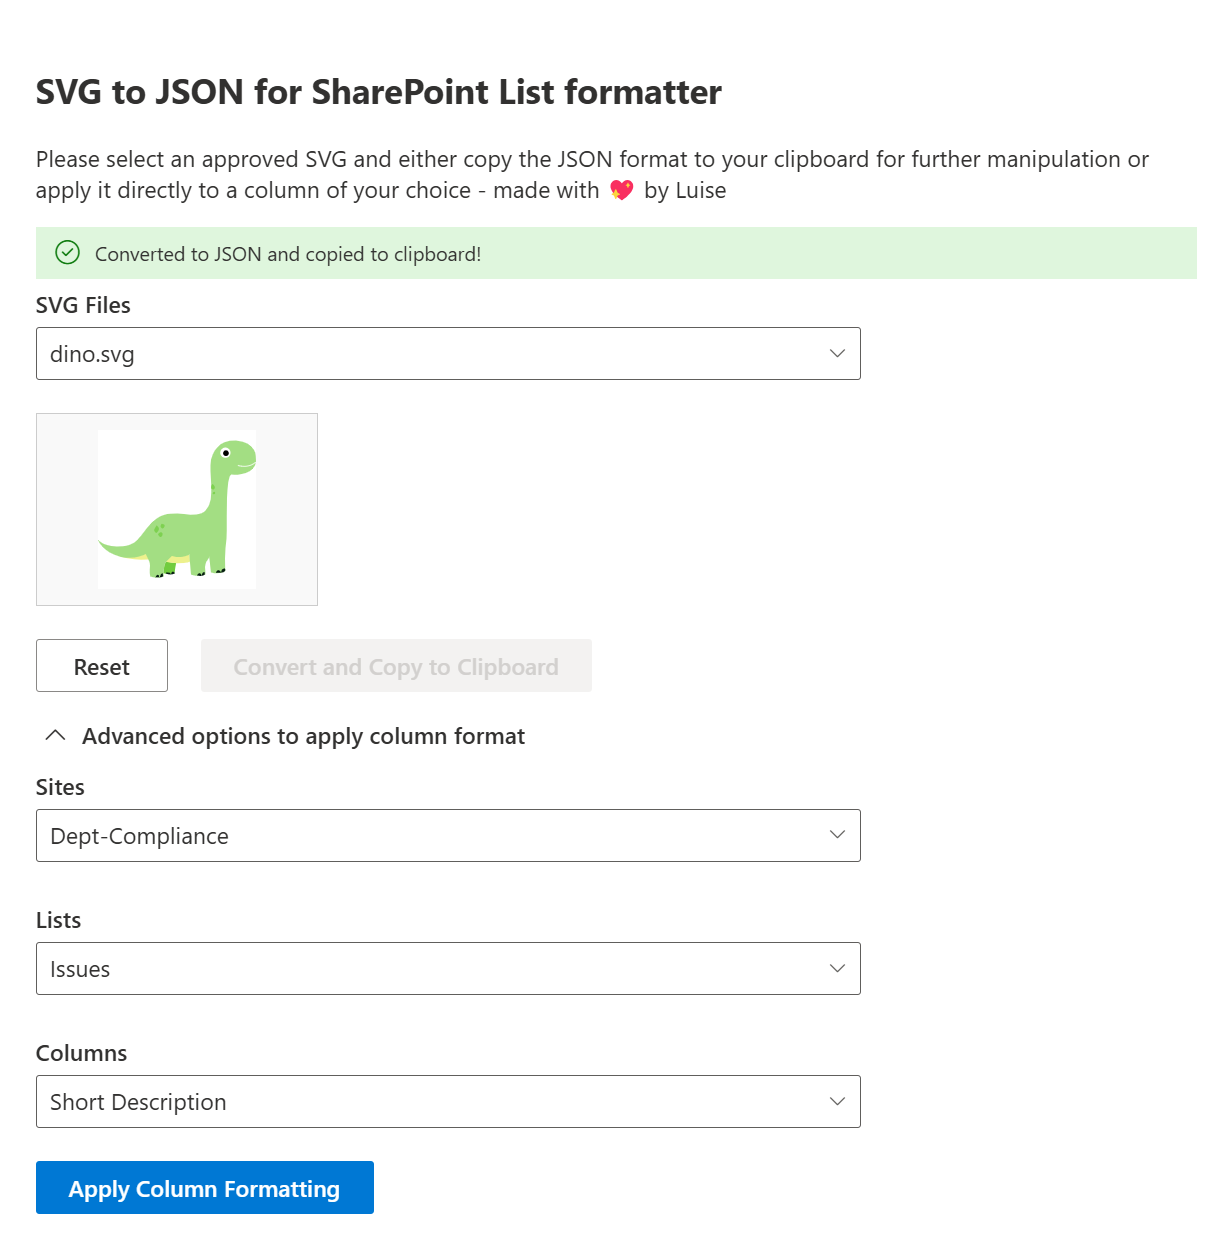 SVG to JSON for SharePoint List formatter
Please select an approved SVG and either copy the JSON format to your clipboard for further manipulation or
apply it directly to a column of your choice - made with 💖 by Luise
Converted to JSON and copied to clipboard!
SVG Files
dino.svg
Reset
Convert and Copy to Clipboard
Advanced options to apply column format
Sites
Dept-Compliance
Lists
Issues
Columns
Short Description
Apply Column Formatting